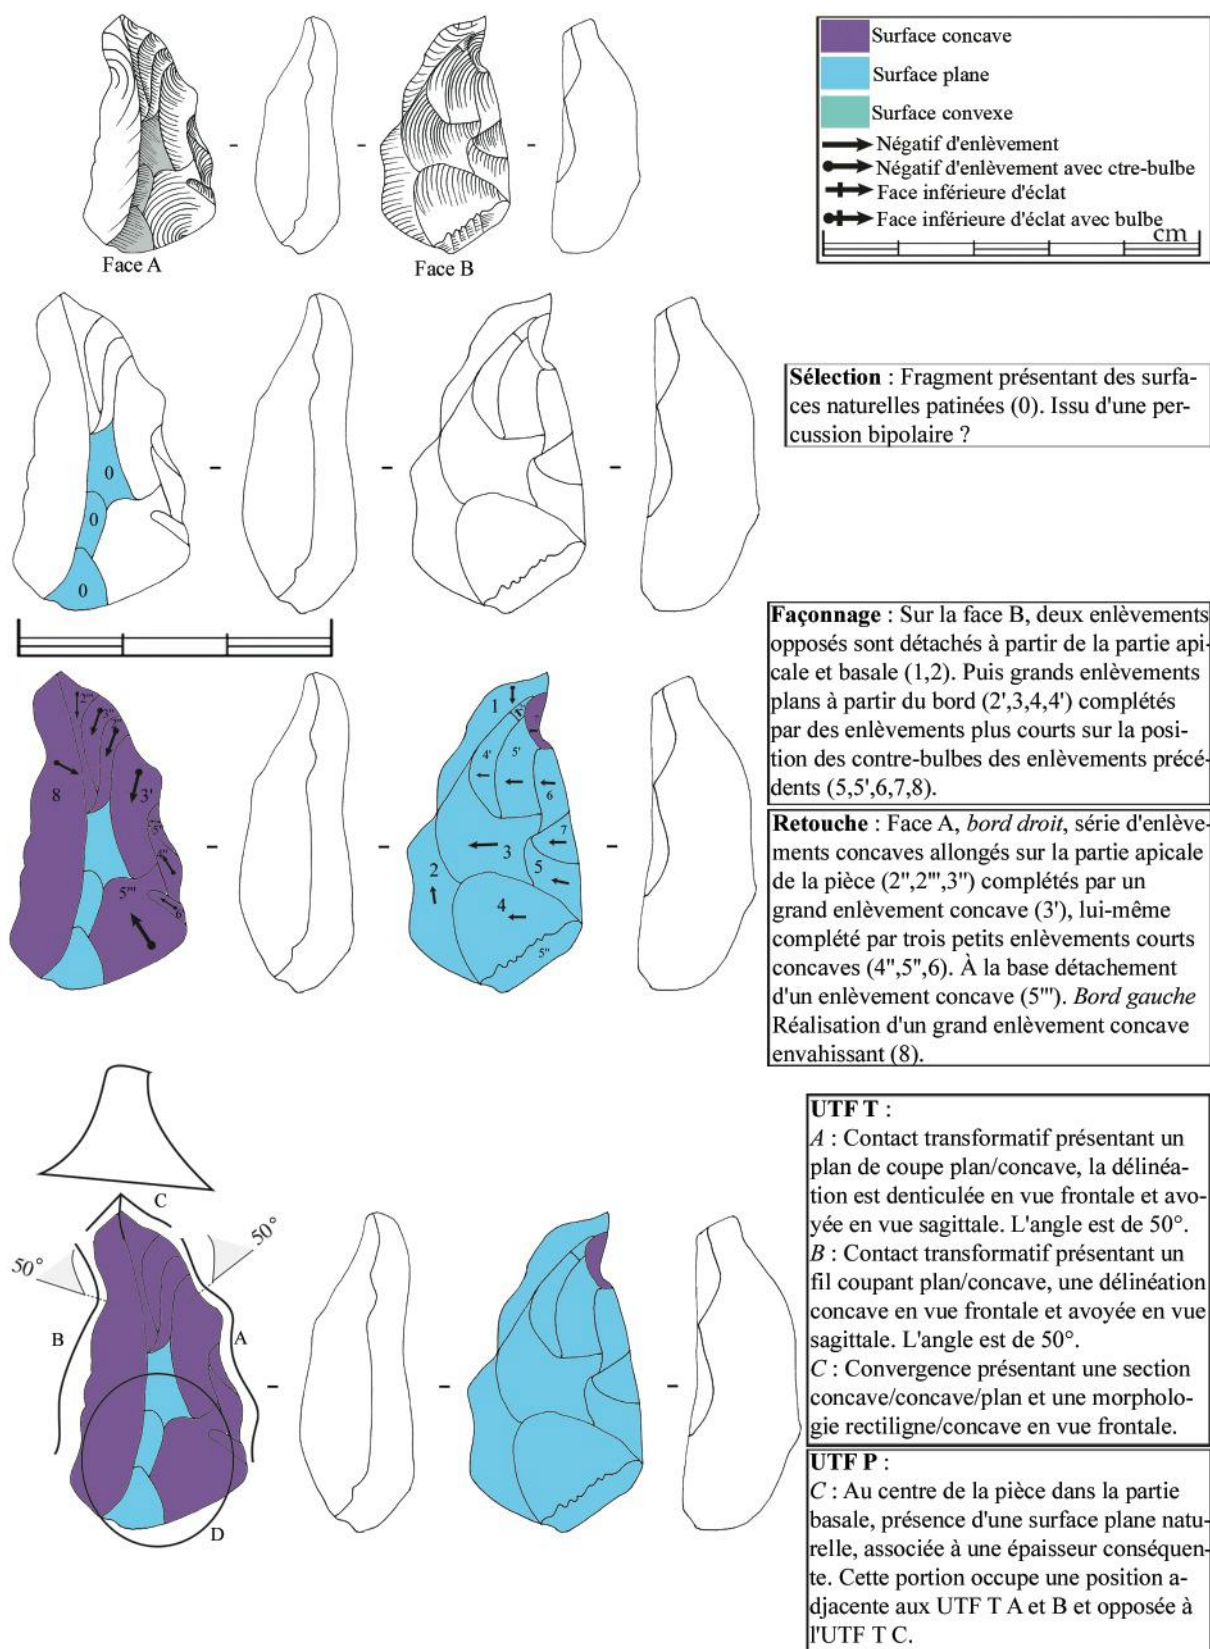 Surface concave
Surface plane
Surface convexe
Négatif d'enlèvement
Négatif d'enlèvement avec ctre-bulbe
Face inférieure d'éclat
Face inférieure d'éclat avec bulbe
cm
Face A
Face B
0
0
0
Sélection : Fragment présentant des surfa-
ces naturelles patinées (0). Issu d'une per-
cussion bipolaire ?
Façonnage : Sur la face B, deux enlèvements
opposés sont détachés à partir de la partie api-
cale et basale (1,2). Puis grands enlèvements
plans à partir du bord (2',3,4,4') complétés
par des enlèvements plus courts sur la posi-
tion des contre-bulbes des enlèvements précé-
dents (5,5',6,7,8).
2'''
3''
8
3'
5''
5'''
6
1
4'
5'
6
7
2
3
5
4
5''
Retouche : Face A, bord droit, série d'enlève-
ments concaves allongés sur la partie apicale
de la pièce (2'',2''',3'') complétés par un
grand enlèvement concave (3'), lui-même
complété par trois petits enlèvements courts
concaves (4'',5'',6). À la base détachement
d'un enlèvement concave (5'''). Bord gauche
Réalisation d'un grand enlèvement concave
envahissant (8).
C
50°
50°
B
A
D
UTF T :
A : Contact transformatif présentant un
plan de coupe plan/concave, la délinéa-
tion est denticulée en vue frontale et avo-
yée en vue sagittale. L'angle est de 50°.
B : Contact transformatif présentant un
fil coupant plan/concave, une délinéation
concave en vue frontale et avoyée en vue
sagittale. L'angle est de 50°.
C : Convergence présentant une section
concave/concave/plan et une morpholo-
gie rectiligne/concave en vue frontale.
UTF P :
C : Au centre de la pièce dans la partie
basale, présence d'une surface plane natu-
relle, associée à une épaisseur conséquen-
te. Cette portion occupe une position a-
djacente aux UTF T A et B et opposée à
l'UTF T C.